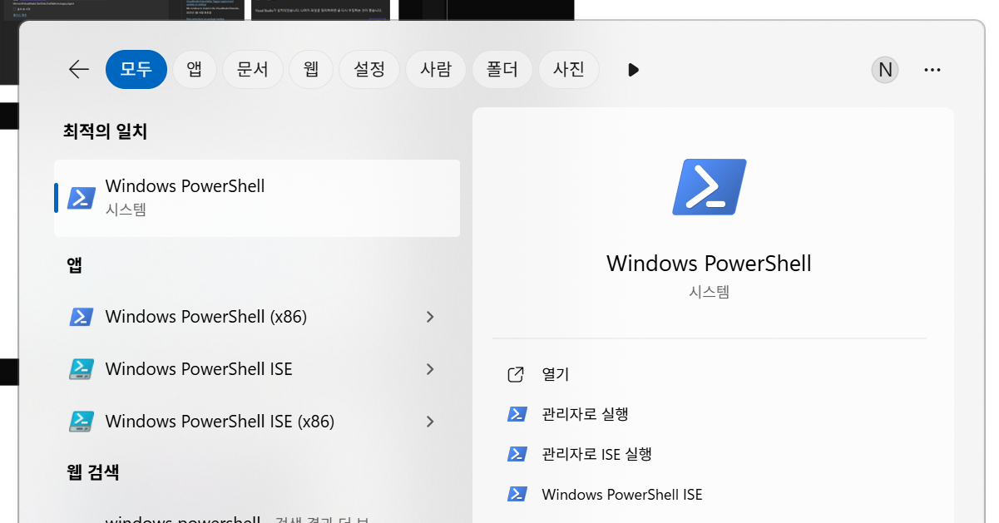 모두
앱
문서
웹
설정
사람
폴더
사진
N
최적의 일치
Windows PowerShell
시스템
앱
Windows PowerShell (x86)
Windows PowerShell ISE
Windows PowerShell ISE (x86)
웹 검색
windows powershell - 검색 결과 더 보
Windows PowerShell
시스템
열기
관리자로 실행
관리자로 ISE 실행
Windows PowerShell ISE